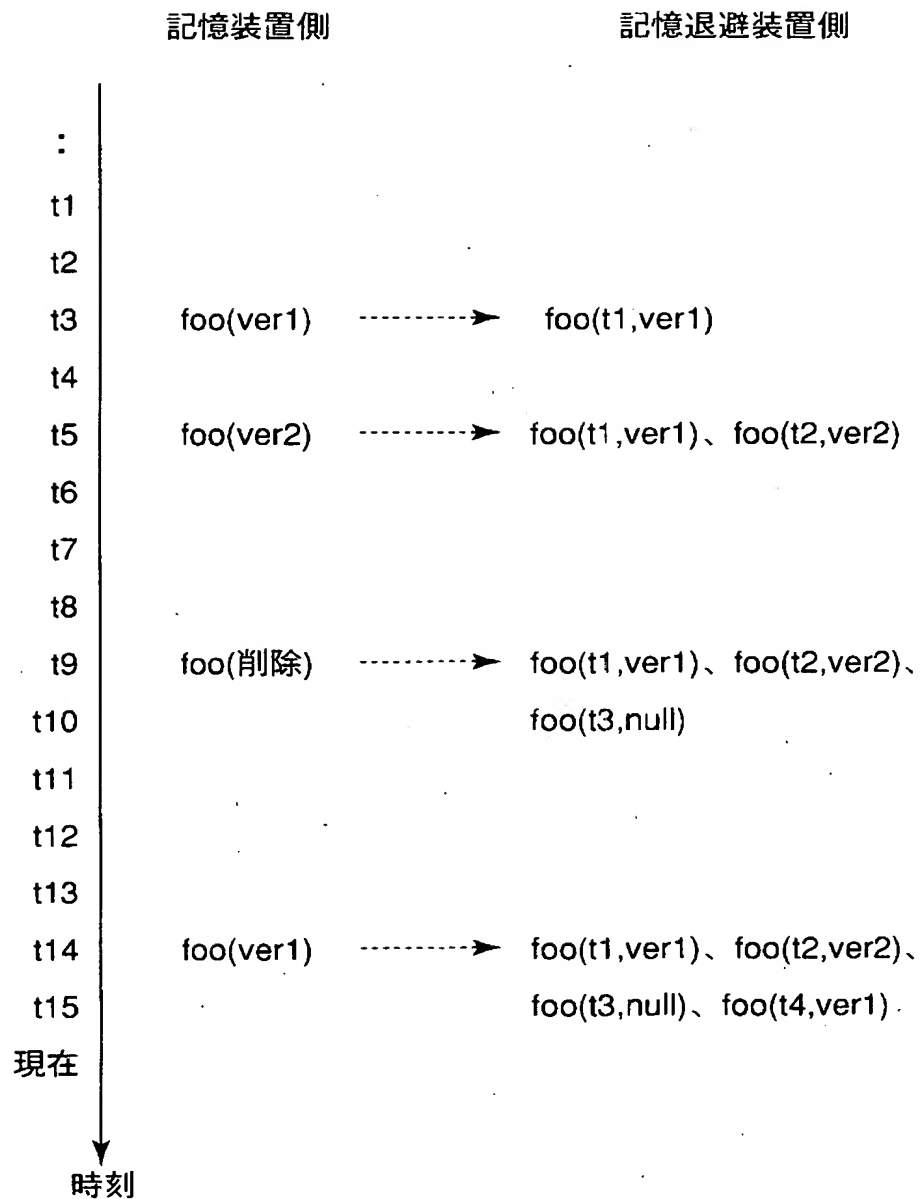 記憶装置側 記憶退避装置側
:
t1
t2
t3 foo(ver1) foo(t1,ver1)
t4
t5 foo(ver2) foo(t1,ver1)、foo(t2,ver2)
t6
t7
t8
t9 foo(削除) foo(t1,ver1)、foo(t2,ver2)、
t10 foo(t3,null)
t11
t12
t13
t14 foo(ver1) foo(t1,ver1)、foo(t2,ver2)、
t15 foo(t3,null)、foo(t4,ver1)
現在
時刻